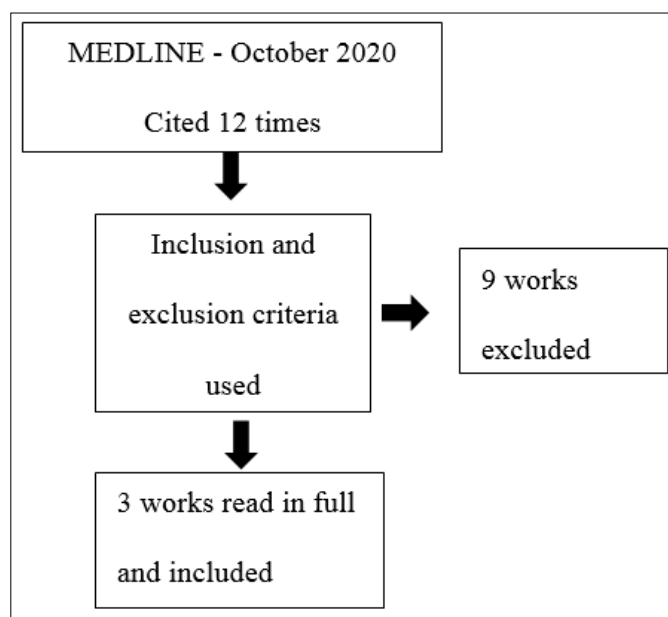 MEDLINE - October 2020
Cited 12 times
Inclusion and
exclusion criteria
used
9 works
excluded
3 works read in full
and included